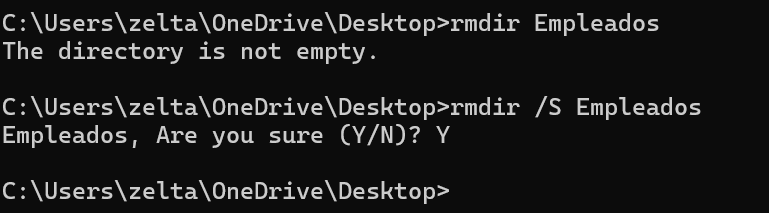 C:\Users\zelta\OneDrive\Desktop>rmdir Empleados
The directory is not empty.
C:\Users\zelta\OneDrive\Desktop>rmdir /S Empleados
Empleados, Are you sure (Y/N)? Y
C:\Users\zelta\OneDrive\Desktop>